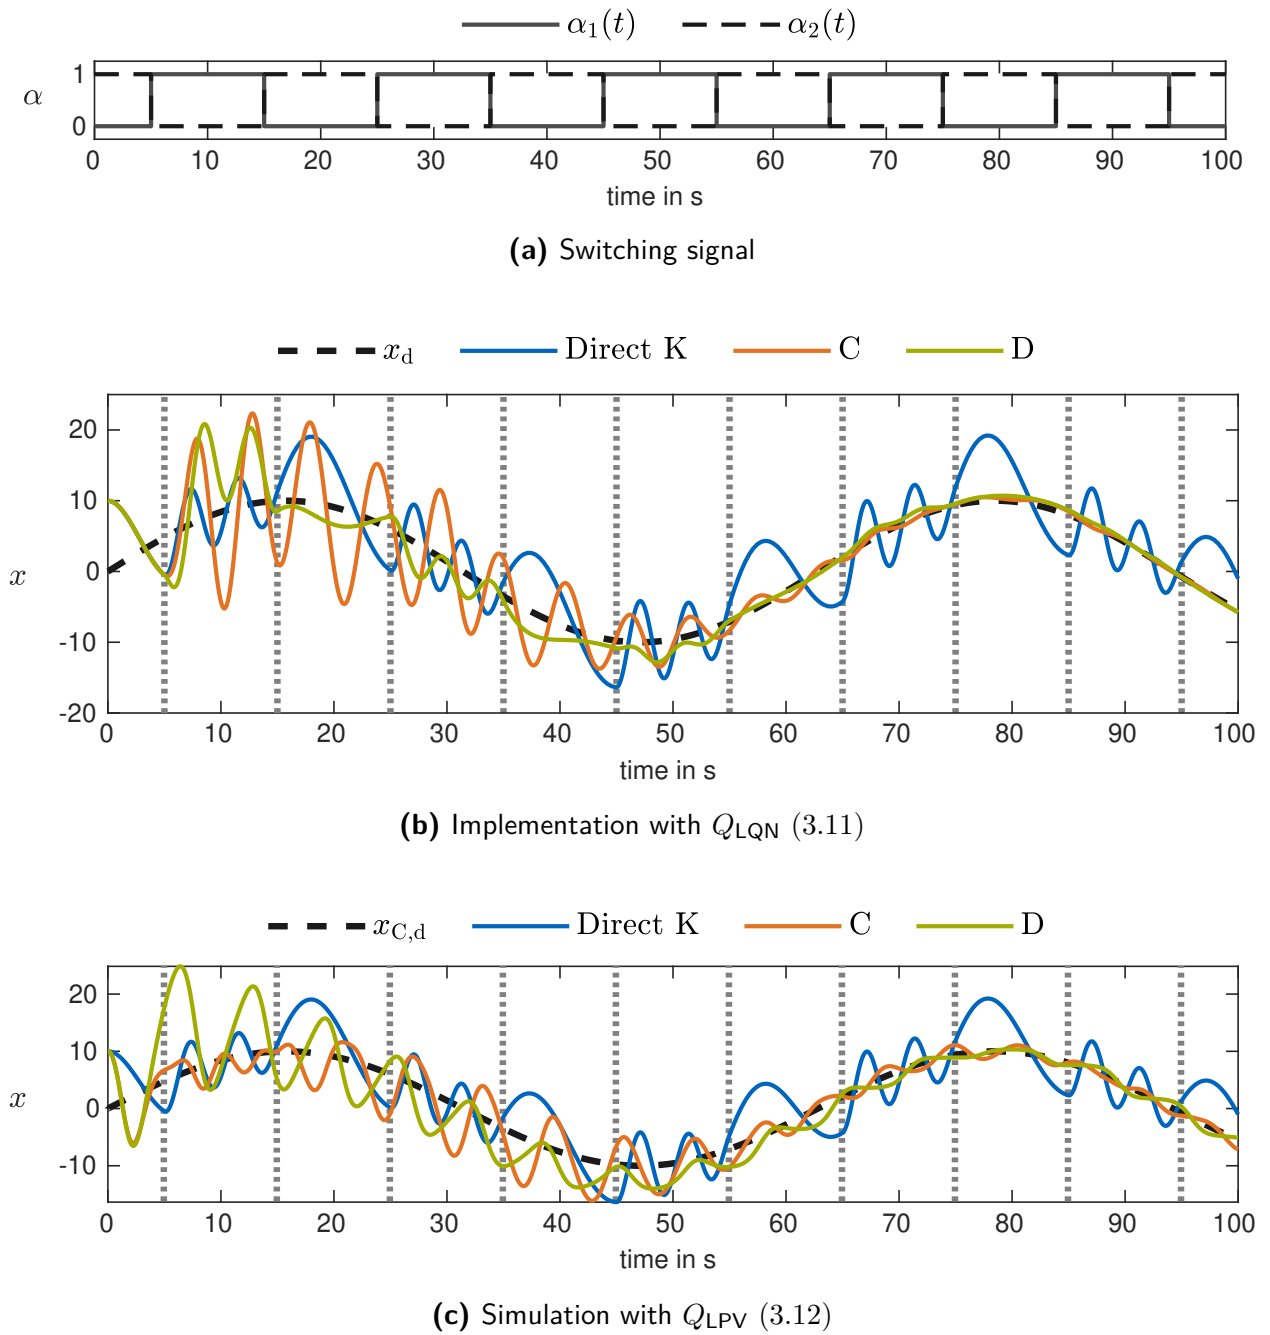 α₁(t) α₂(t)
1
α
0
0 10 20 30 40 50 60 70 80 90 100
time in s
(a) Switching signal
x_d Direct K C D
20
10
x
0
-10
-20
0 10 20 30 40 50 60 70 80 90 100
time in s
(b) Implementation with Q_LQN (3.11)
x_C,d Direct K C D
20
10
x
0
-10
0 10 20 30 40 50 60 70 80 90 100
time in s
(c) Simulation with Q_LPV (3.12)